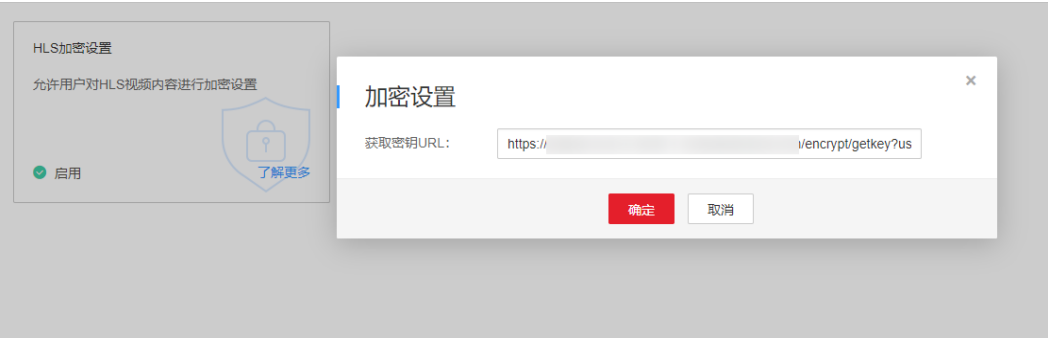 HLS加密设置
允许用户对HLS视频内容进行加密设置
启用
了解更多
加密设置
获取密钥URL：
https:// /encrypt/getkey?us
确定
取消